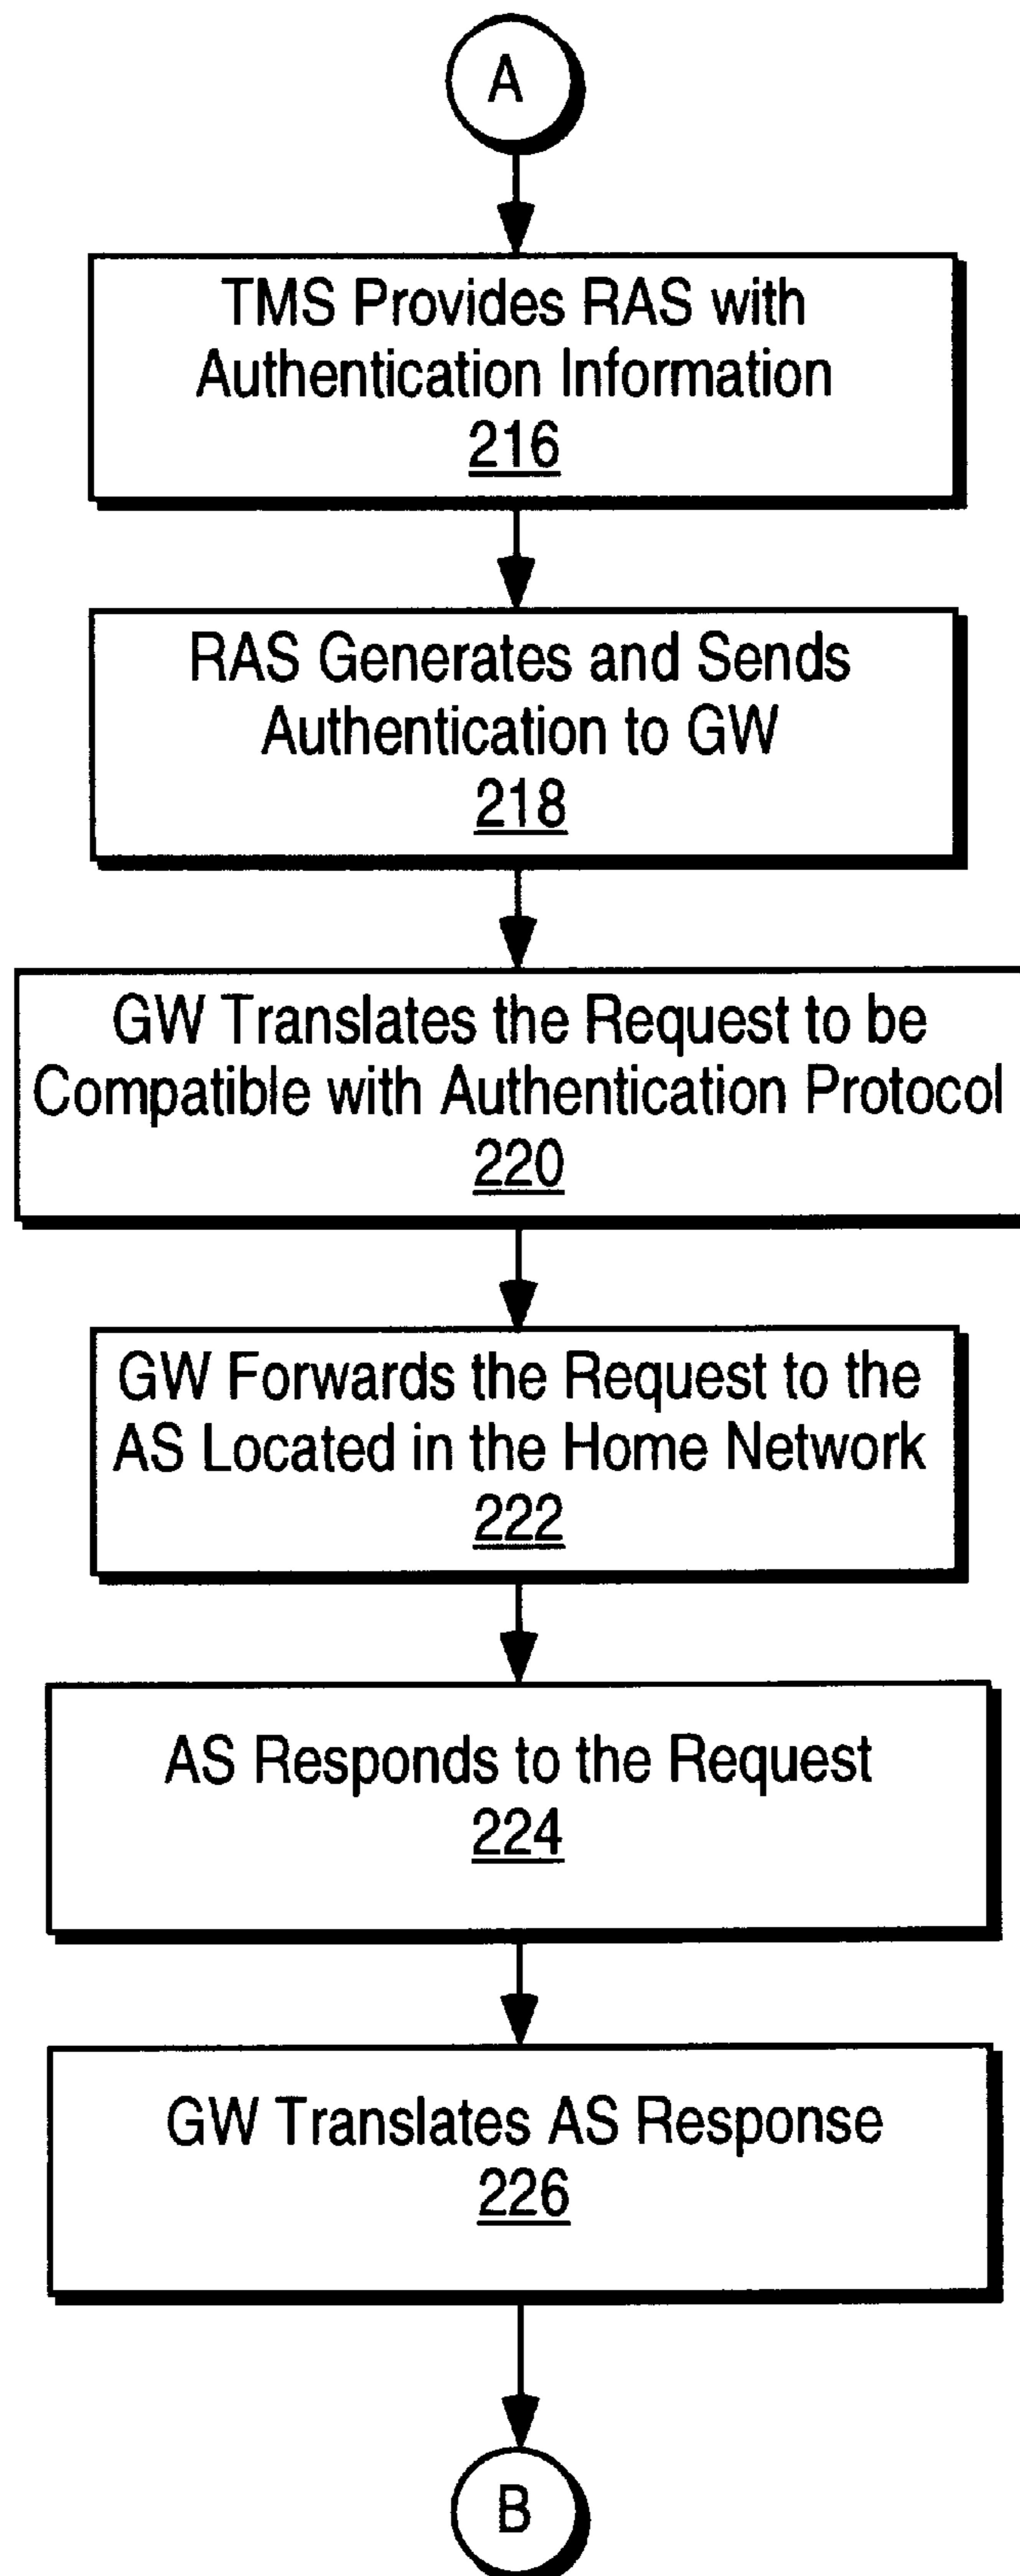 A
TMS Provides RAS with
Authentication Information
216
RAS Generates and Sends
Authentication to GW
218
GW Translates the Request to be
Compatible with Authentication Protocol
220
GW Forwards the Request to the
AS Located in the Home Network
222
AS Responds to the Request
224
GW Translates AS Response
226
B